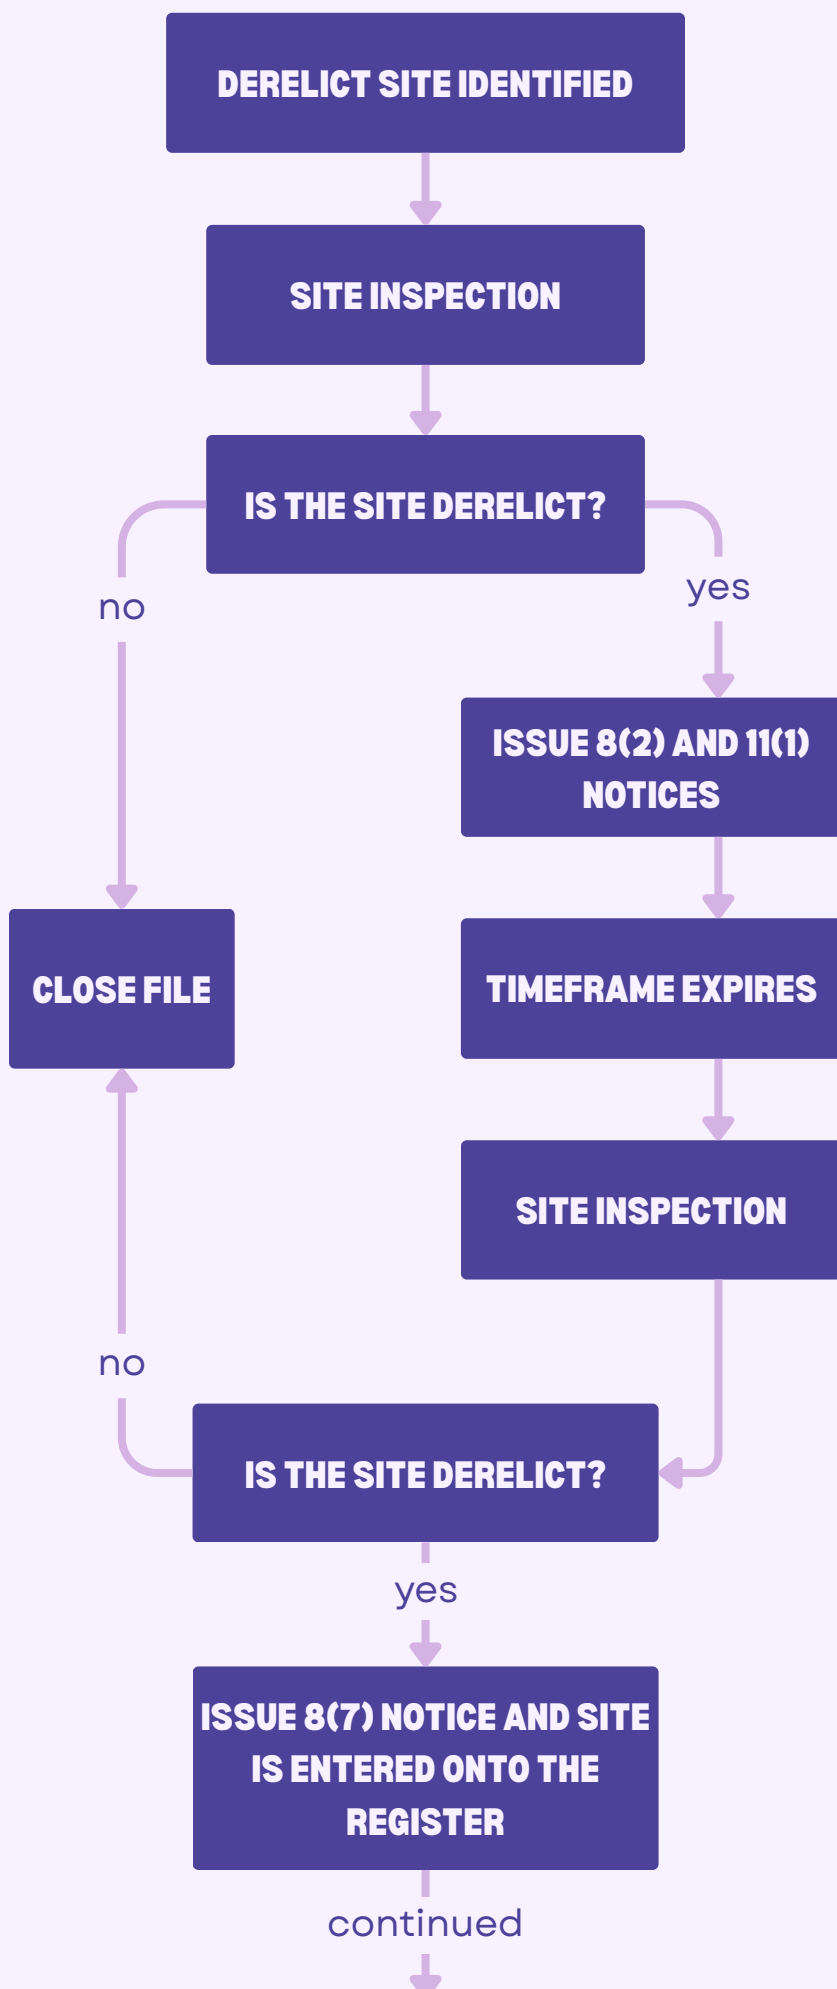 DERELICT SITE IDENTIFIED
SITE INSPECTION
IS THE SITE DERELICT?
no
yes
ISSUE 8(2) AND 11(1)
NOTICES
CLOSE FILE
TIMEFRAME EXPIRES
SITE INSPECTION
no
IS THE SITE DERELICT?
yes
ISSUE 8(7) NOTICE AND SITE
IS ENTERED ONTO THE
REGISTER
continued